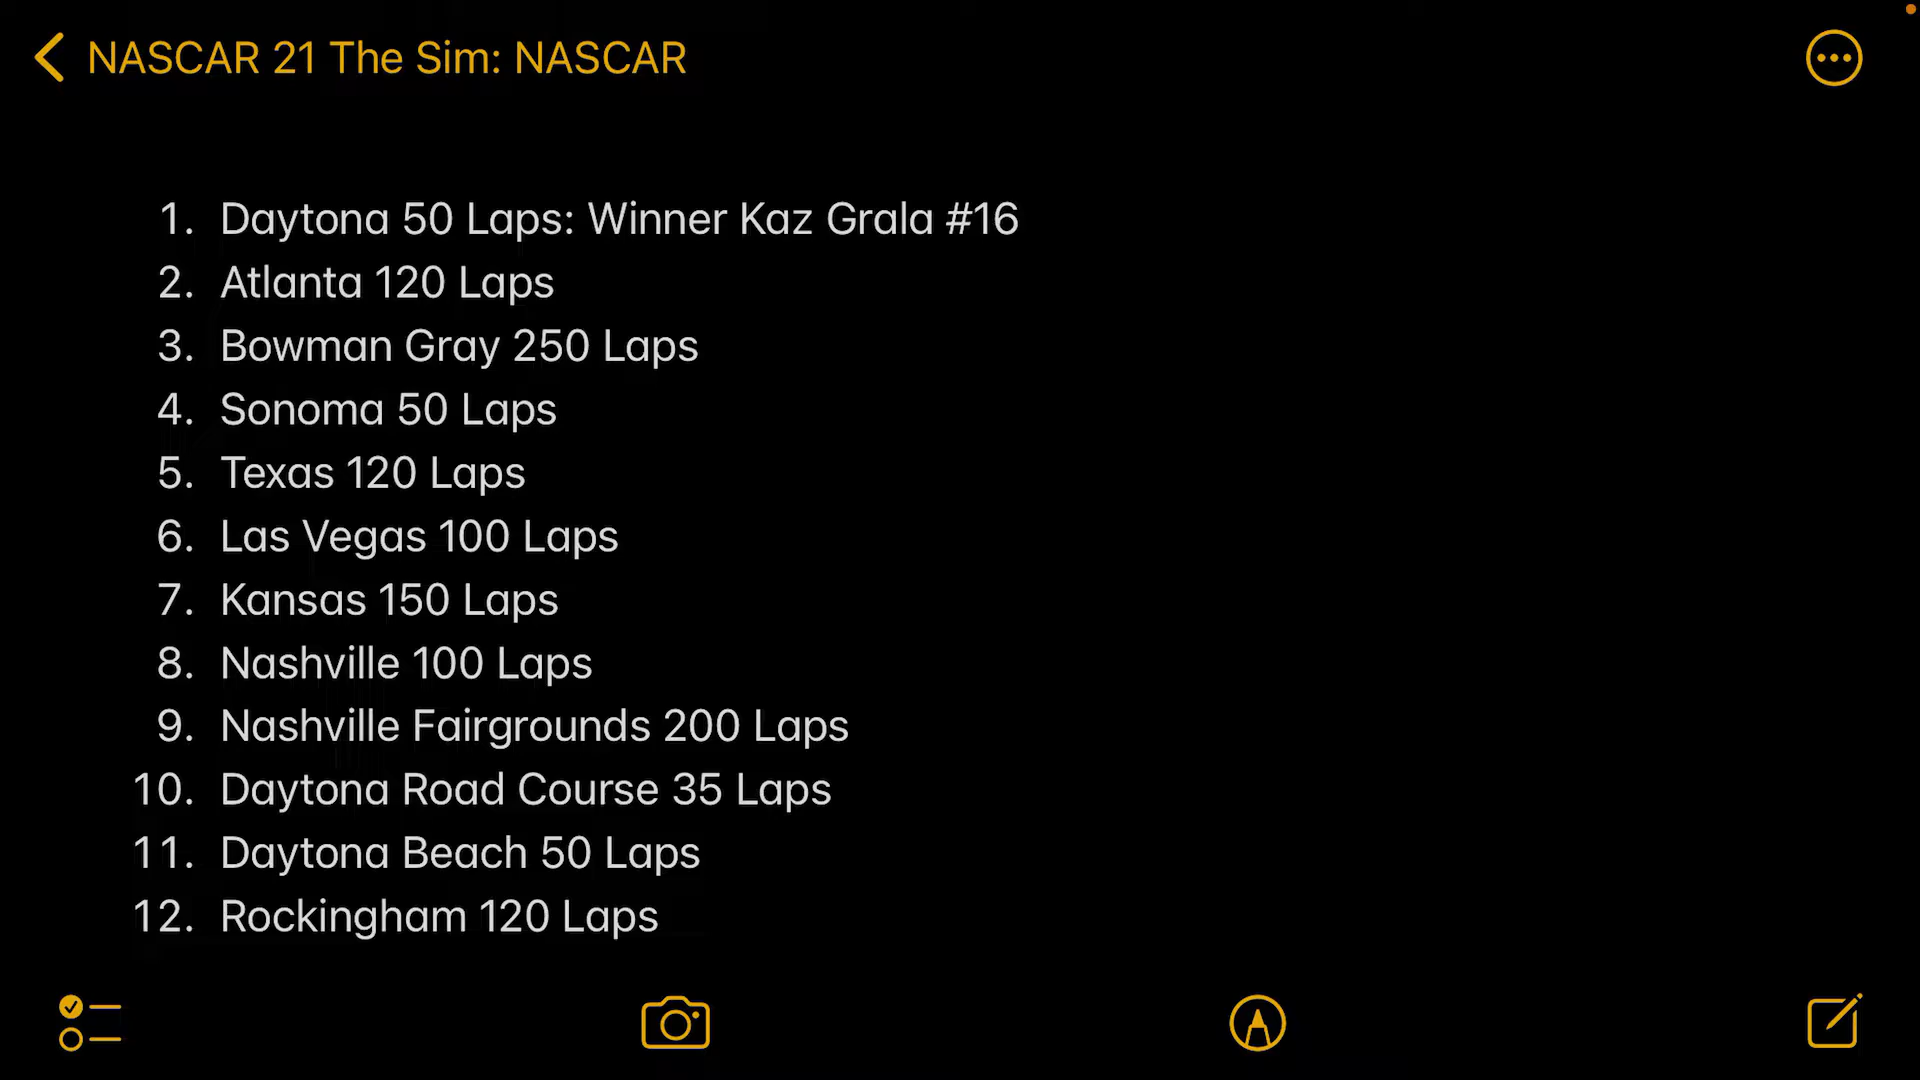 NASCAR 21 The Sim: NASCAR
1. Daytona 50 Laps: Winner Kaz Grala #16
2. Atlanta 120 Laps
3. Bowman Gray 250 Laps
4. Sonoma 50 Laps
5. Texas 120 Laps
6. Las Vegas 100 Laps
7. Kansas 150 Laps
8. Nashville 100 Laps
9. Nashville Fairgrounds 200 Laps
10. Daytona Road Course 35 Laps
11. Daytona Beach 50 Laps
12. Rockingham 120 Laps